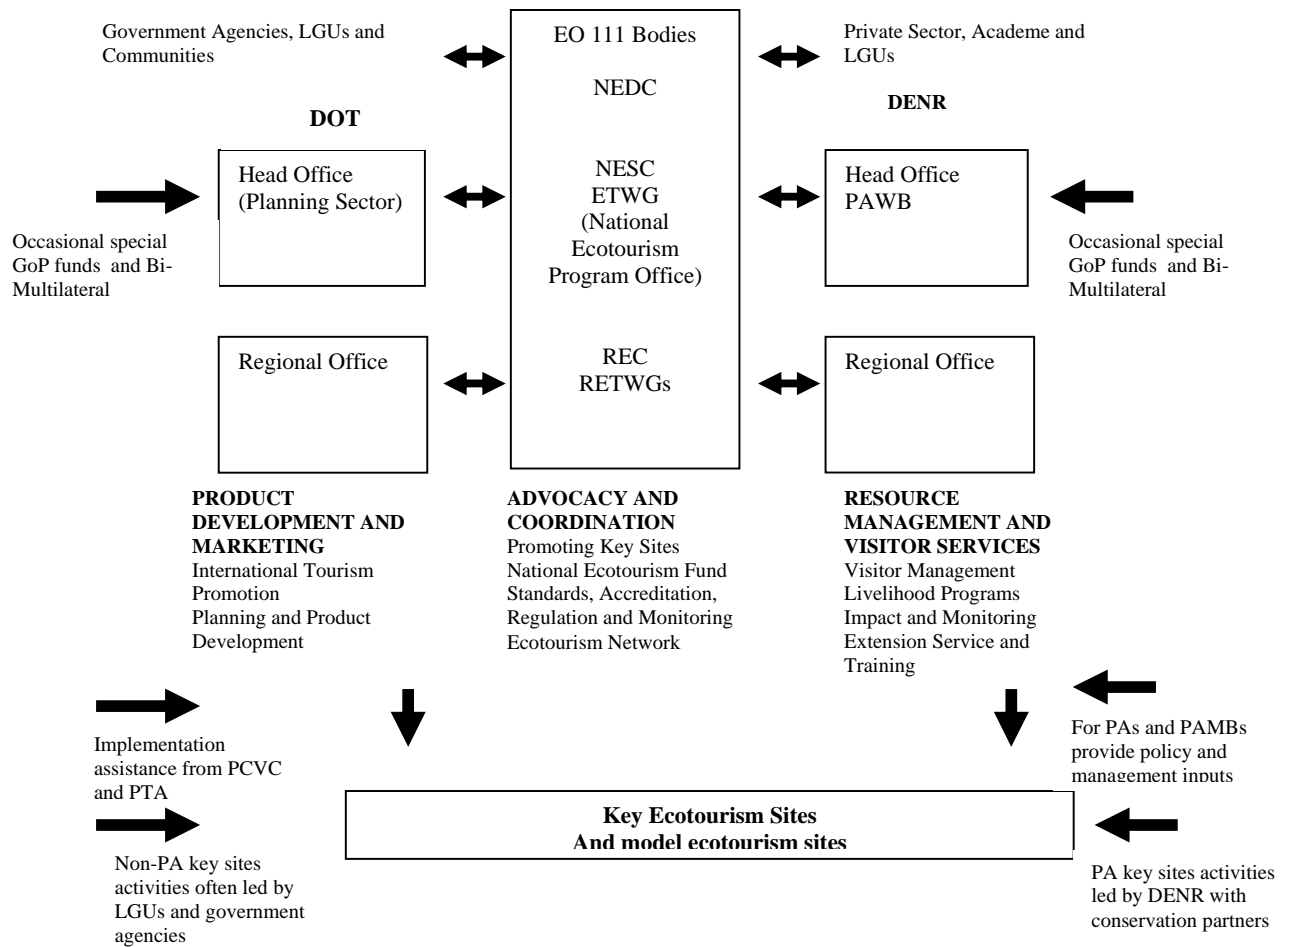 Government Agencies, LGUs and
Communities
EO 111 Bodies
NEDC
Private Sector, Academe and
LGUs
DOT
DENR
Head Office
(Planning Sector)
NESC
ETWG
(National
Ecotourism
Program Office)
Head Office
PAWB
Occasional special
GoP funds and Bi-
Multilateral
Occasional special
GoP funds and Bi-
Multilateral
Regional Office
REC
RETWGs
Regional Office
PRODUCT
DEVELOPMENT AND
MARKETING
International Tourism
Promotion
Planning and Product
Development
ADVOCACY AND
COORDINATION
Promoting Key Sites
National Ecotourism Fund
Standards, Accreditation,
Regulation and Monitoring
Ecotourism Network
RESOURCE
MANAGEMENT AND
VISITOR SERVICES
Visitor Management
Livelihood Programs
Impact and Monitoring
Extension Service and
Training
Implementation
assistance from PCVC
and PTA
For PAs and PAMBs
provide policy and
management inputs
Key Ecotourism Sites
And model ecotourism sites
Non-PA key sites
activities often led by
LGUs and government
agencies
PA key sites activities
led by DENR with
conservation partners